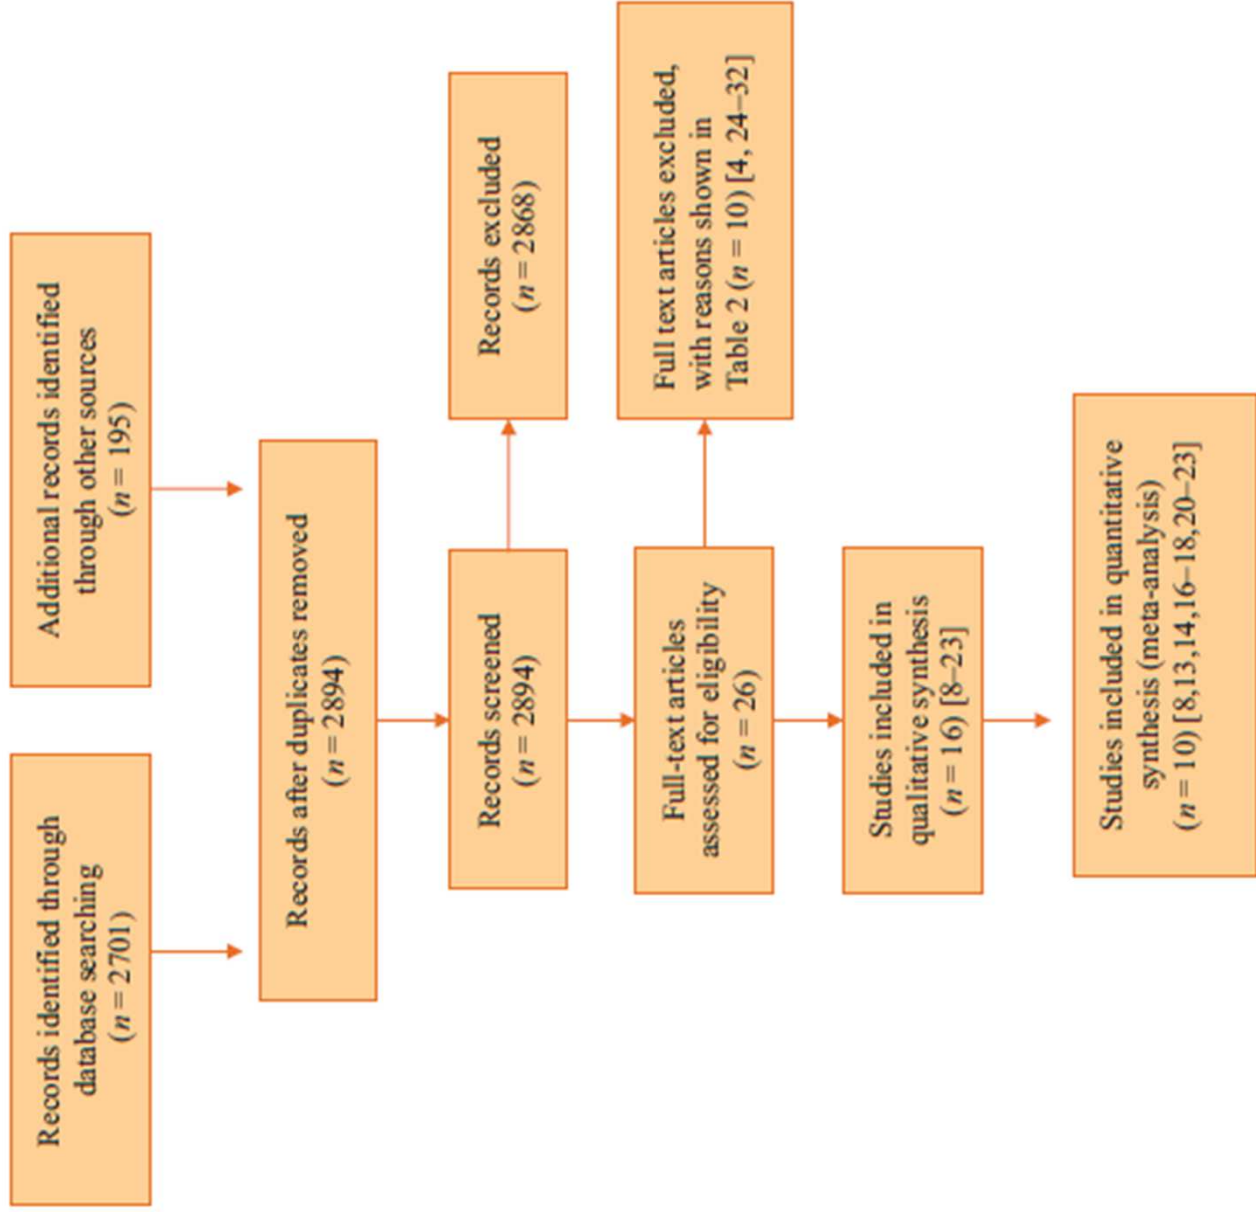 Records identified through
database searching
(n = 2701)
Additional records identified
through other sources
(n = 195)
Records after duplicates removed
(n = 2894)
Records screened
(n = 2894)
Records excluded
(n = 2868)
Full-text articles
assessed for eligibility
(n = 26)
Full text articles excluded,
with reasons shown in
Table 2 (n = 10) [4, 24–32]
Studies included in
qualitative synthesis
(n = 16) [8–23]
Studies included in quantitative
synthesis (meta-analysis)
(n = 10) [8,13,14,16–18,20–23]